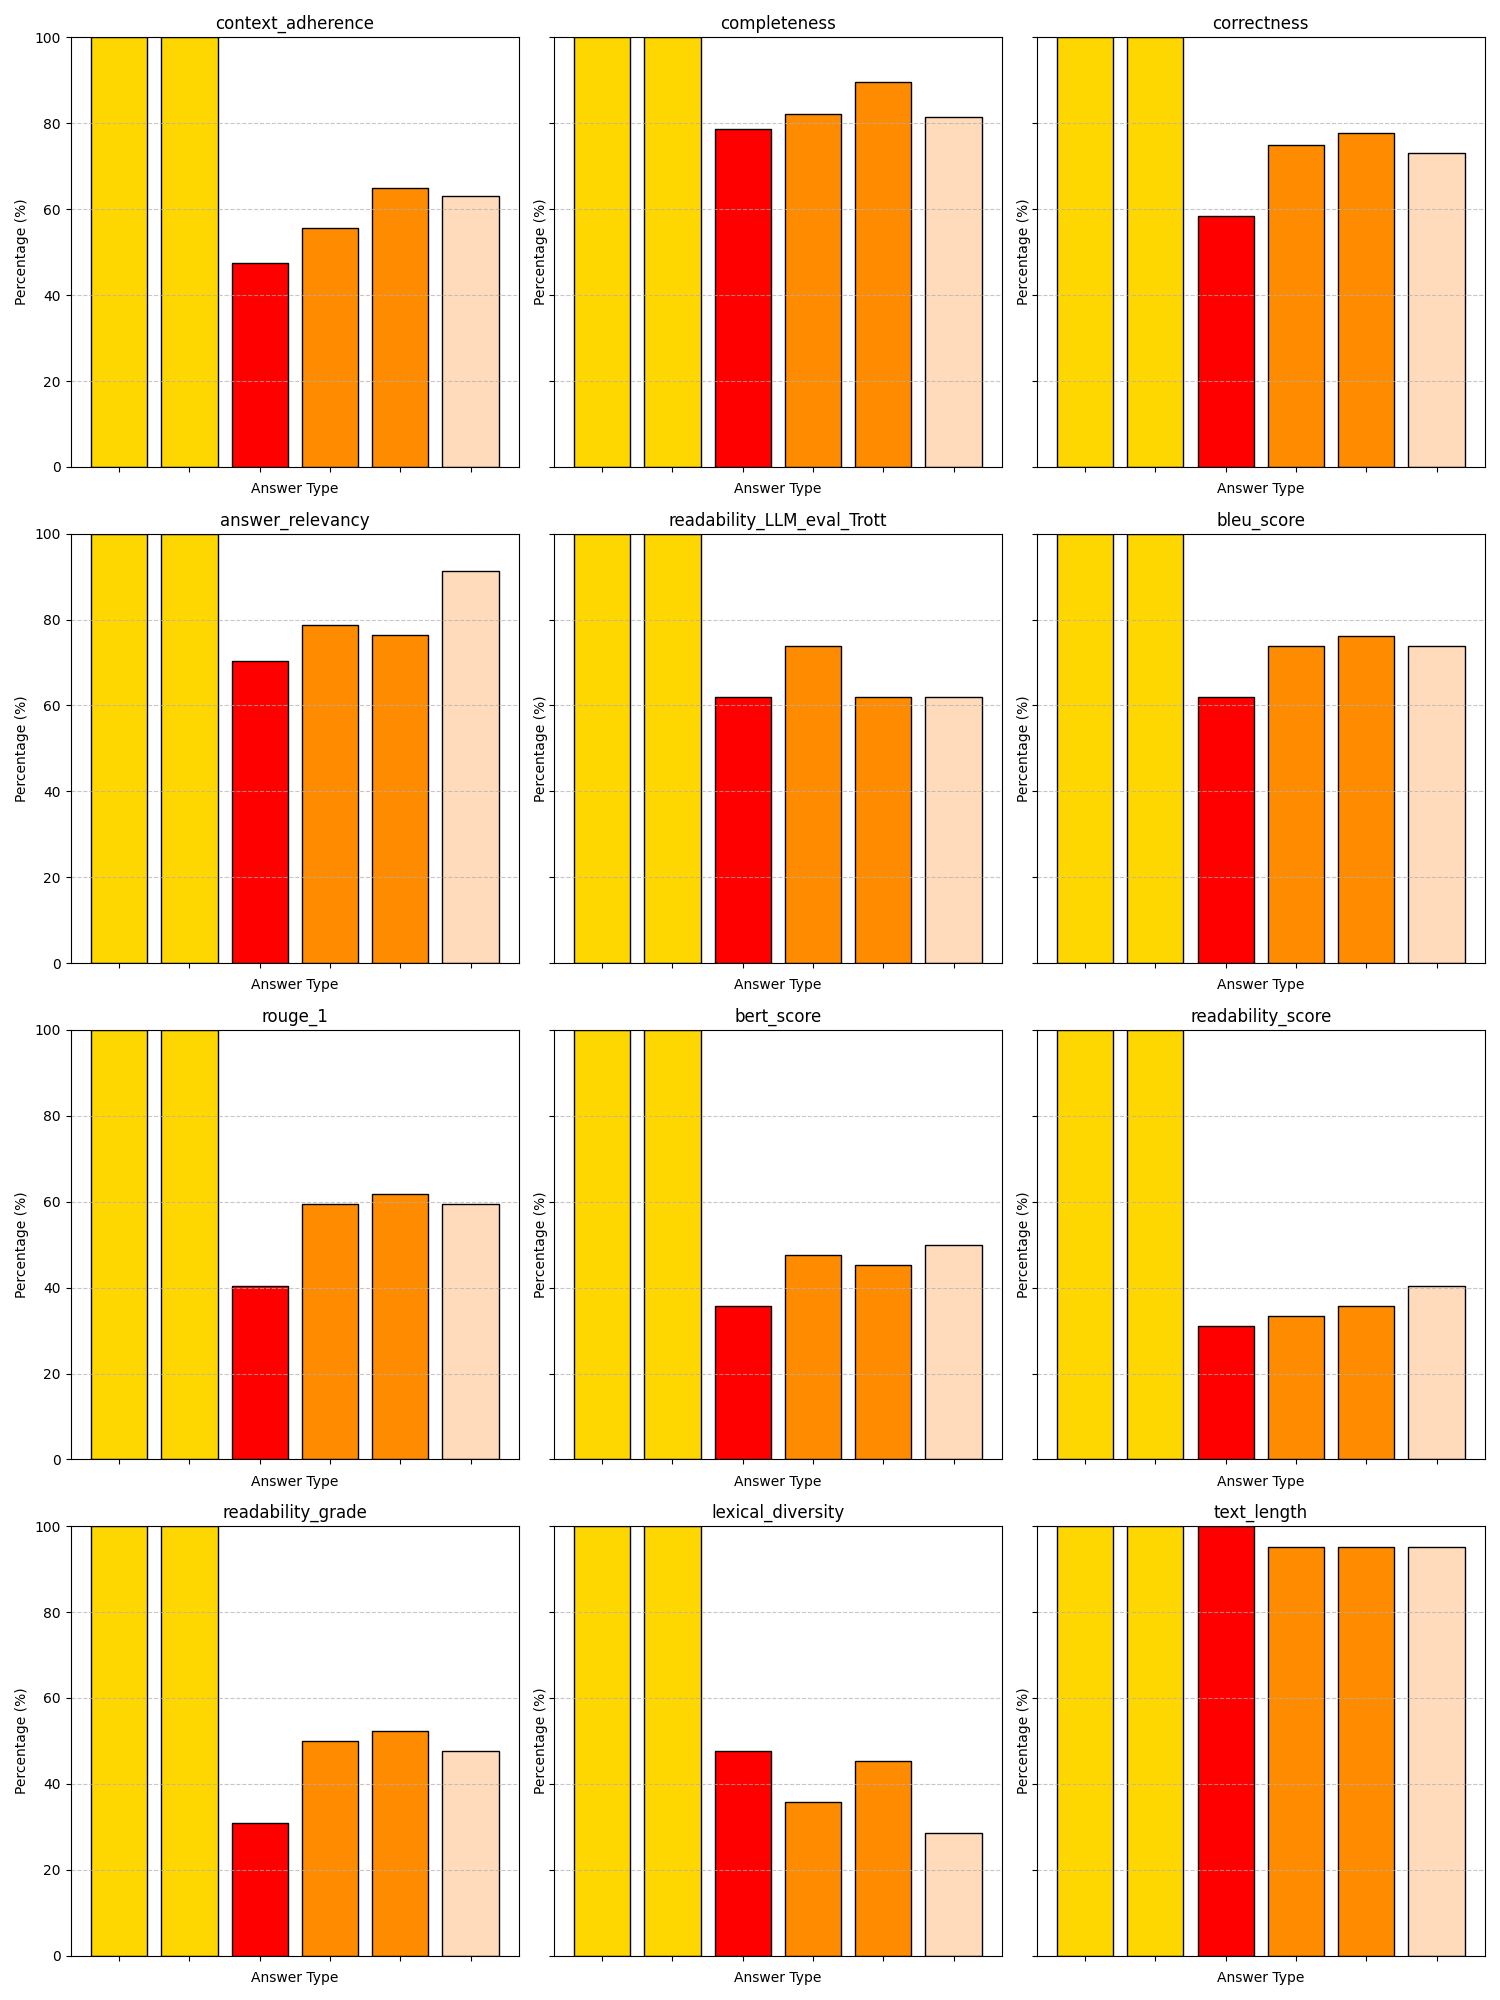 context_adherence
completeness
correctness
100
80
60
40
20
0
Percentage (%)
Percentage (%)
Percentage (%)
Answer Type
Answer Type
Answer Type
answer_relevancy
readability_LLM_eval_Trott
bleu_score
100
80
60
40
20
0
Percentage (%)
Percentage (%)
Percentage (%)
Answer Type
Answer Type
Answer Type
rouge_1
bert_score
readability_score
100
80
60
40
20
0
Percentage (%)
Percentage (%)
Percentage (%)
Answer Type
Answer Type
Answer Type
readability_grade
lexical_diversity
text_length
100
80
60
40
20
0
Percentage (%)
Percentage (%)
Percentage (%)
Answer Type
Answer Type
Answer Type